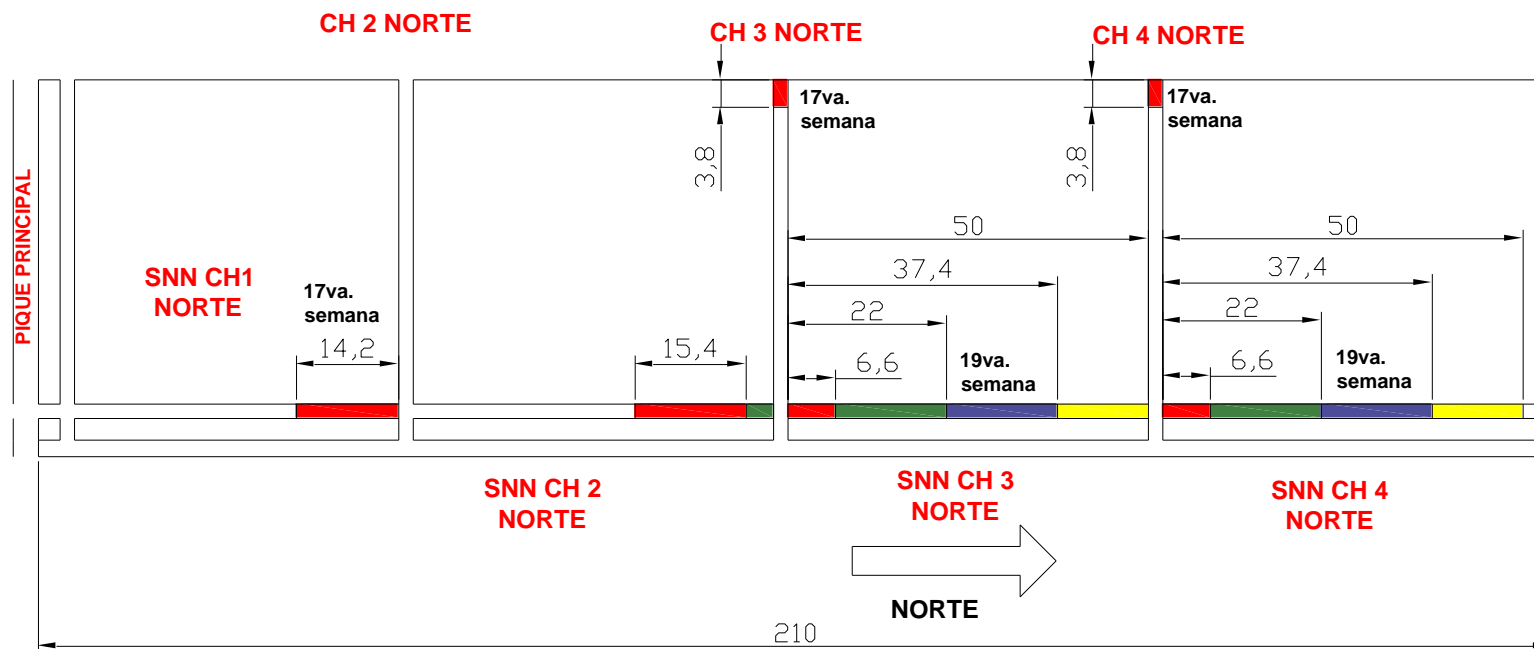 CH 2 NORTE
CH 3 NORTE
CH 4 NORTE
17va.
semana
17va.
semana
3,8
3,8
PIQUE PRINCIPAL
50
50
37,4
37,4
SNN CH1
NORTE
17va.
semana
22
22
14,2
15,4
6,6
19va.
semana
6,6
19va.
semana
SNN CH 2
NORTE
SNN CH 3
NORTE
SNN CH 4
NORTE
NORTE
210